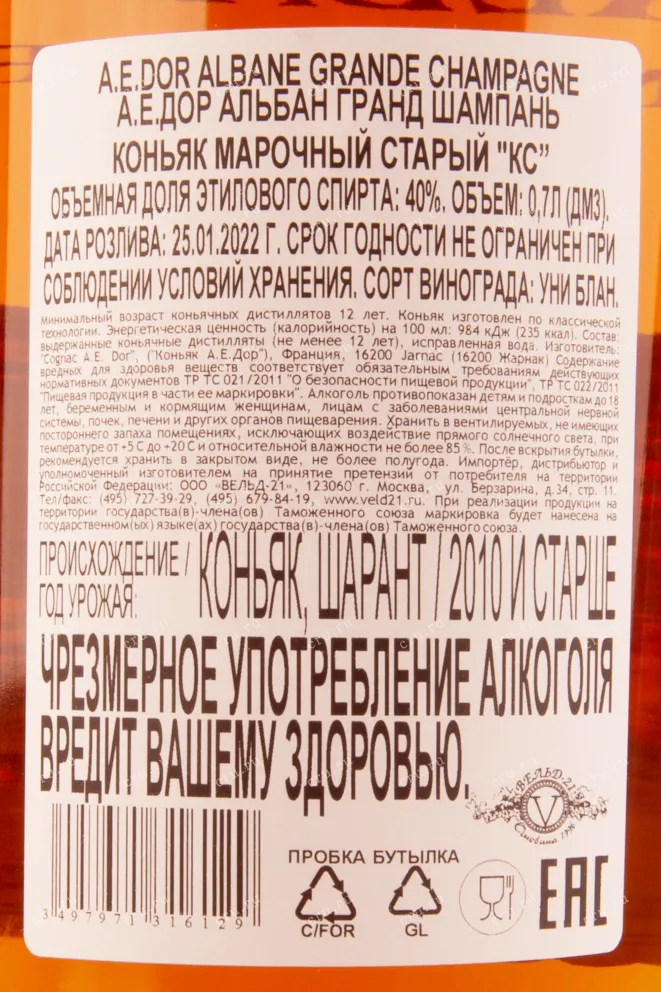 A.E.DOR ALBANE GRANDE CHAMPAGNE
А.Е.ДОР АЛЬБАН ГРАНД ШАМПАНЬ
КОНЬЯК МАРОЧНЫЙ СТАРЫЙ "КС”
ОБЪЕМНАЯ ДОЛЯ ЭТИЛОВОГО СПИРТА: 40%. ОБЪЕМ: 0,7Л (ДМ3).
ДАТА РОЗЛИВА: 25.01.2022 Г. СРОК ГОДНОСТИ НЕ ОГРАНИЧЕН ПРИ
СОБЛЮДЕНИИ УСЛОВИЙ ХРАНЕНИЯ. СОРТ ВИНОГРАДА: УНИ БЛАН.
Минимальный возраст коньячных дистиллятов 12 лет. Коньяк изготовлен по классической
технологии. Энергетическая ценность (калорийность) на 100 мл: 984 кДж (235 ккал). Состав:
выдержанные коньячные дистилляты (не менее 12 лет), исправленная вода. Изготовитель:
"Cognac A.E. Dor", ("Коньяк А.Е.Дор"), Франция, 16200 Jarnac (16200 Жарнак) Содержание
вредных для здоровья веществ соответствует обязательным требованиям действующих
нормативных документов ТР ТС 021/2011 "О безопасности пищевой продукции", ТР ТС 022/2011
"Пищевая продукция в части ее маркировки". Алкоголь противопоказан детям и подросткам до 18
лет, беременным и кормящим женщинам, лицам с заболеваниями центральной нервной
системы, почек, печени и других органов пищеварения. Хранить в вентилируемых, не имеющих
постороннего запаха помещениях, исключающих воздействие прямого солнечного света, при
температуре от +5 С до +20 С и относительной влажности не более 85%. После вскрытия бутылки,
рекомендуется хранить в закрытом виде, не более полугода. Импортёр, дистрибьютор и
уполномоченный изготовителем на принятие претензий от потребителя на территории
Российской Федерации: ООО «ВЕЛЬД-21», 123060 г. Москва, ул. Берзарина, д.34, стр. 11.
Тел/факс: (495) 727-39-29, (495) 679-84-19, www.veld21.ru. При реализации продукции на
территории государства(в)-члена(ов) Таможенного союза маркировка будет нанесена на
государственном(ых) языке(ах) государства(в)-члена(ов) Таможенного союза.
ПРОИСХОЖДЕНИЕ / ГОД УРОЖАЯ: КОНЬЯК, ШАРАНТ / 2010 И СТАРШЕ
ЧРЕЗМЕРНОЕ УПОТРЕБЛЕНИЕ АЛКОГОЛЯ
ВРЕДИТ ВАШЕМУ ЗДОРОВЬЮ.
ВЕЛЬД-21
V
Основана 1996
ПРОБКА БУТЫЛКА
C/FOR GL
EAC
3 497971 316129